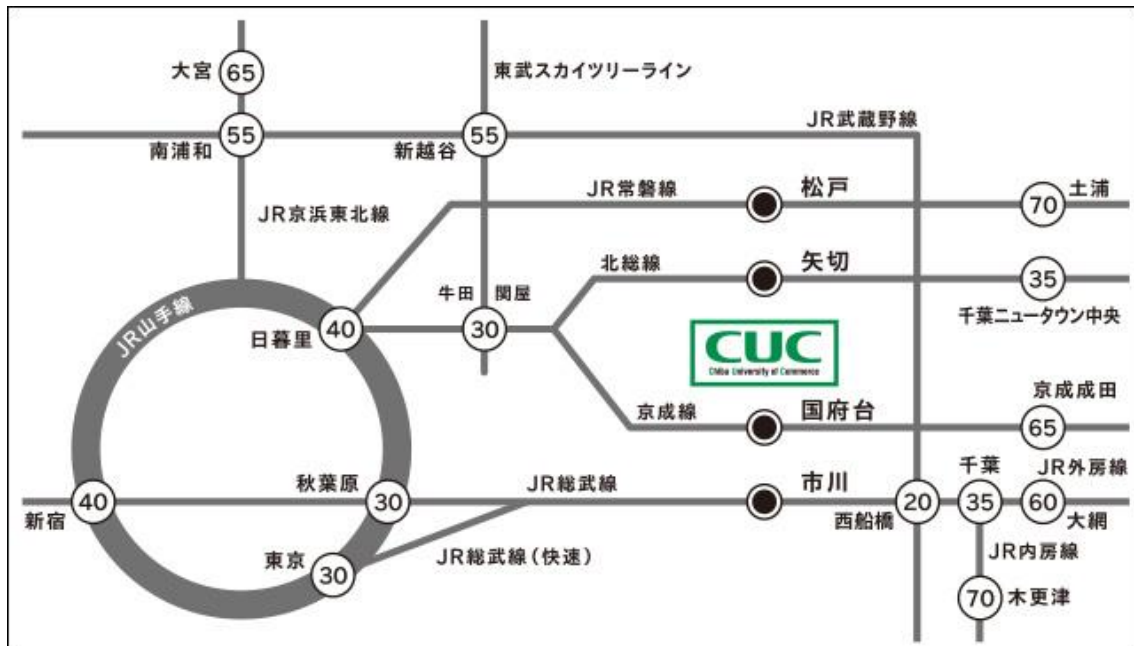 大宮
65
東武スカイツリーライン
JR武蔵野線
南浦和
55
新越谷
55
JR京浜東北線
JR常磐線
松戸
70
土浦
北総線
矢切
35
千葉ニュータウン中央
JR山手線
日暮里
40
牛田
関屋
30
CUC
Chiba University of Commerce
京成線
国府台
京成成田
65
新宿
40
秋葉原
30
JR総武線
市川
西船橋
20
千葉
35
JR外房線
60
大網
東京
30
JR総武線(快速)
JR内房線
70
木更津